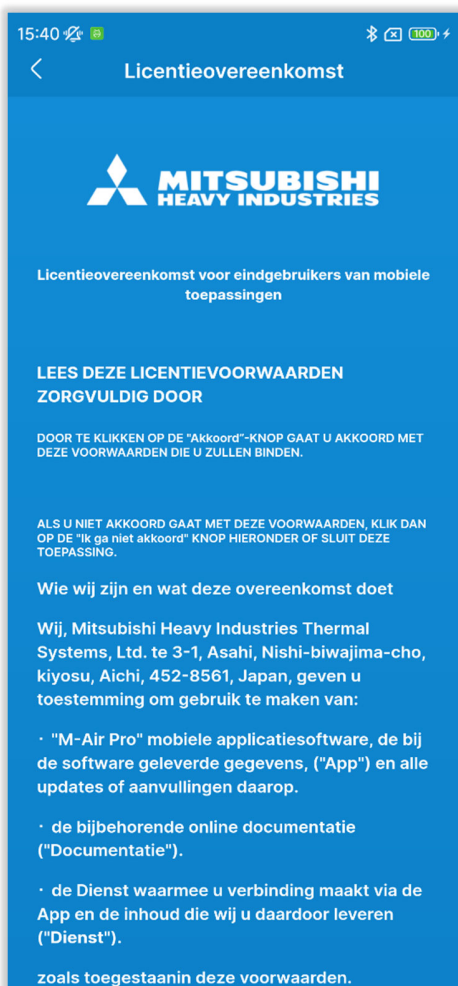 15:40
100
Licentieovereenkomst
MITSUBISHI
HEAVY INDUSTRIES
Licentieovereenkomst voor eindgebruikers van mobiele
toepassingen
LEES DEZE LICENTIEVOORWAARDEN
ZORGVULDIG DOOR
DOOR TE KLIKKEN OP DE "Akkoord"-KNOP GAAT U AKKOORD MET
DEZE VOORWAARDEN DIE U ZULLEN BINDEN.
ALS U NIET AKKOORD GAAT MET DEZE VOORWAARDEN, KLIK DAN
OP DE "Ik ga niet akkoord" KNOP HIERONDER OF SLUIT DEZE
TOEPASSING.
Wie wij zijn en wat deze overeenkomst doet
Wij, Mitsubishi Heavy Industries Thermal
Systems, Ltd. te 3-1, Asahi, Nishi-biwajima-cho,
kiyosu, Aichi, 452-8561, Japan, geven u
toestemming om gebruik te maken van:
· "M-Air Pro" mobiele applicatiesoftware, de bij
de software geleverde gegevens, ("App") en alle
updates of aanvullingen daarop.
· de bijbehorende online documentatie
("Documentatie").
· de Dienst waarmee u verbinding maakt via de
App en de inhoud die wij u daardoor leveren
("Dienst").
zoals toegestaanin deze voorwaarden.